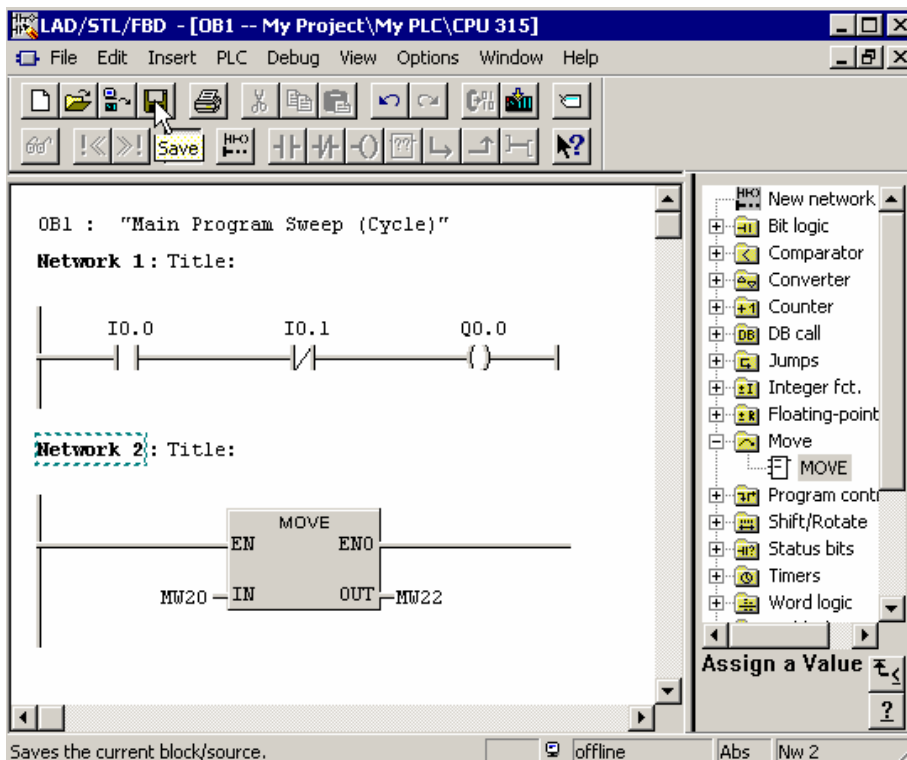 LAD/STL/FBD - [OB1 -- My Project\My PLC\CPU 315]
File Edit Insert PLC Debug View Options Window Help
Save
OB1 : "Main Program Sweep (Cycle)"
Network 1: Title:
I0.0 I0.1 Q0.0
Network 2: Title:
MOVE
EN ENO
MW20 IN OUT MW22
New network
Bit logic
Comparator
Converter
Counter
DB call
Jumps
Integer fct.
Floating-point
Move
MOVE
Program conti
Shift/Rotate
Status bits
Timers
Word logic
Assign a Value
Saves the current block/source.
offline
Abs
Nw 2